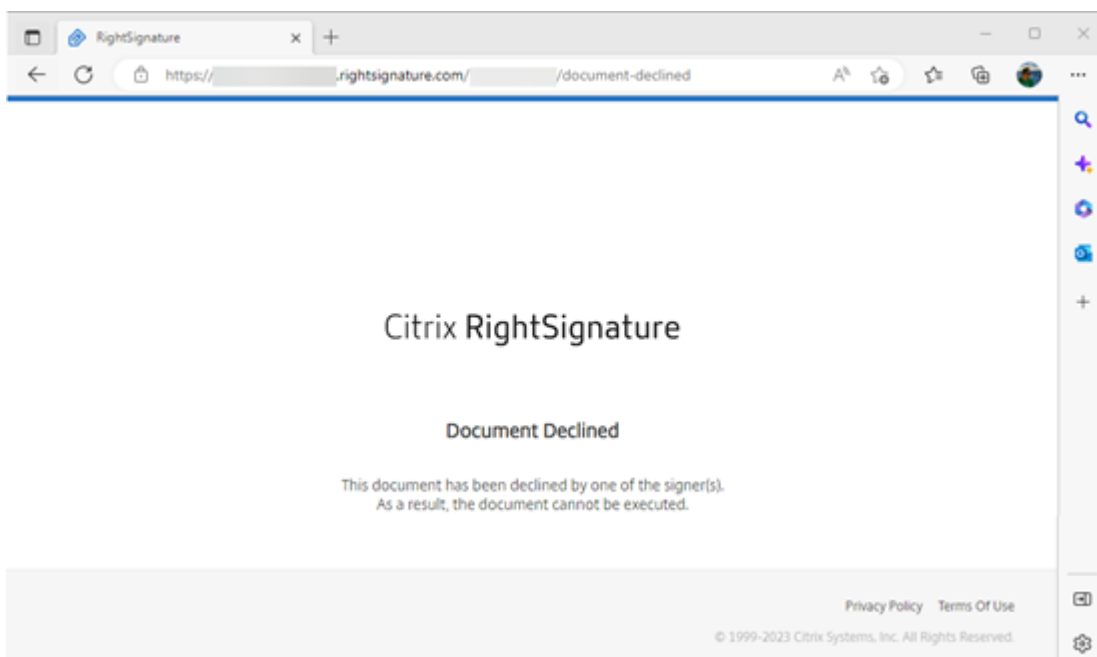 RightSignature
https:// .rightsignature.com/ /document-declined
Citrix RightSignature
Document Declined
This document has been declined by one of the signer(s).
As a result, the document cannot be executed.
Privacy Policy Terms Of Use
© 1999-2023 Citrix Systems, Inc. All Rights Reserved.